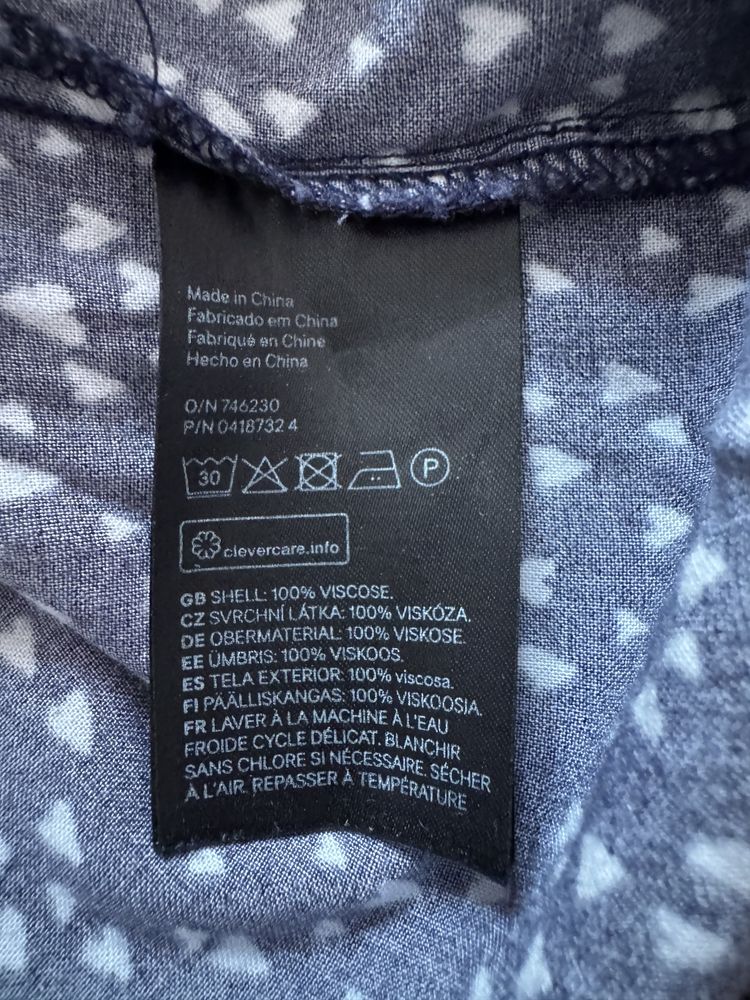 Made in China
Fabricado em China
Fabriqué en Chine
Hecho en China
O/N 746230
P/N 0418732 4
30 P
clevercare.info
GB SHELL: 100% VISCOSE.
CZ SVRCHNÍ LÁTKA: 100% VISKÓZA.
DE OBERMATERIAL: 100% VISKOSE.
EE ÜMBRIS: 100% VISKOOS.
ES TELA EXTERIOR: 100% viscosa.
FI PÄÄLLISKANGAS: 100% VISKOOSIA.
FR LAVER À LA MACHINE À L'EAU
FROIDE CYCLE DÉLICAT. BLANCHIR
SANS CHLORE SI NÉCESSAIRE. SÉCHER
À L'AIR. REPASSER À TEMPÉRATURE